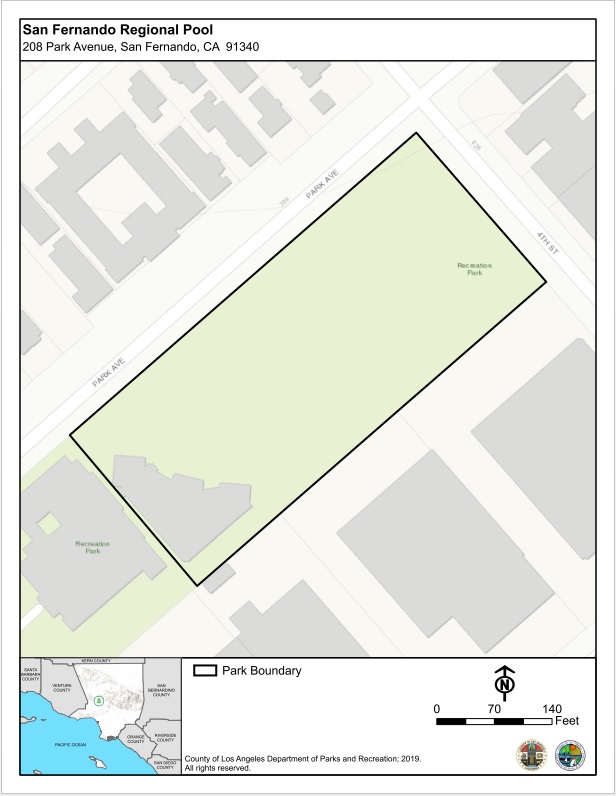 San Fernando Regional Pool
208 Park Avenue, San Fernando, CA 91340
PARK AVE
399
828
4TH ST
Recreation
Park
PARK AVE
Recreation
Park
KERN COUNTY
SANTA
BARBARA
COUNTY
VENTURA
COUNTY
SAN
BERNARDINO
COUNTY
ORANGE
COUNTY
RIVERSIDE
COUNTY
SAN DIEGO
COUNTY
PACIFIC OCEAN
Park Boundary
N
0 70 140
Feet
County of Los Angeles Department of Parks and Recreation; 2019.
All rights reserved.